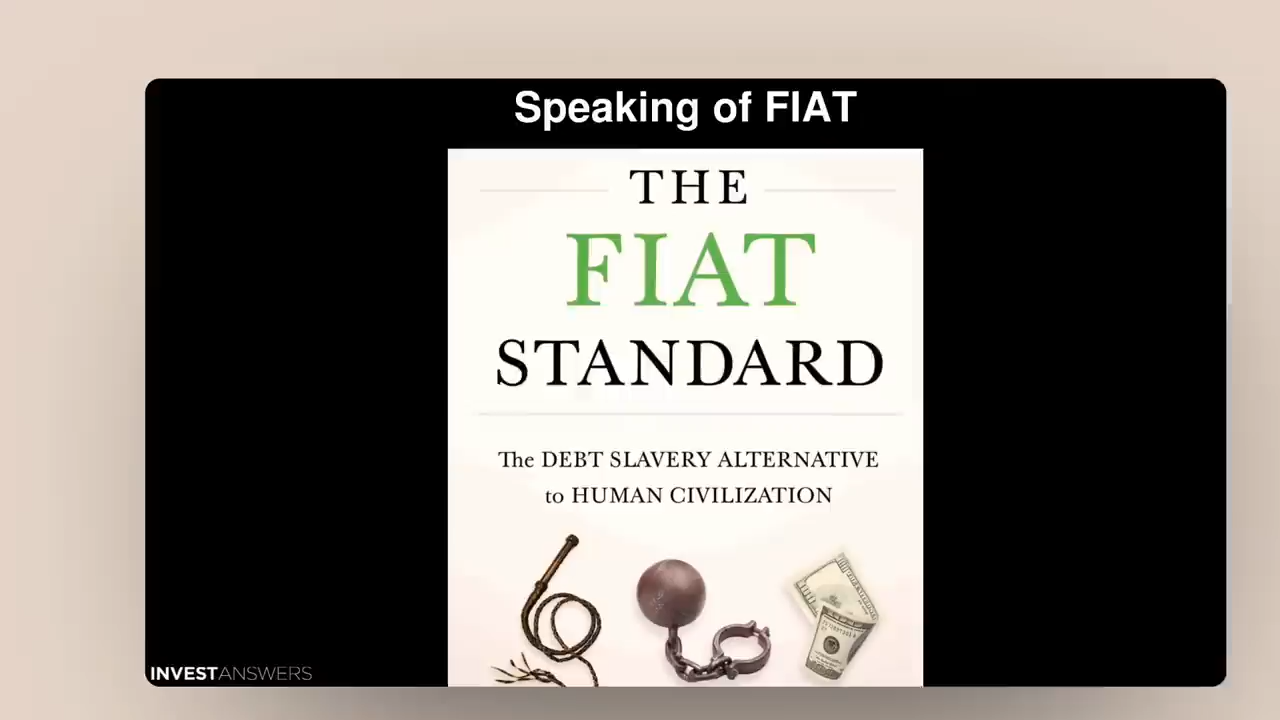 Speaking of FIAT
THE
FIAT
STANDARD
The DEBT SLAVERY ALTERNATIVE
to HUMAN CIVILIZATION
INVESTANSWERS